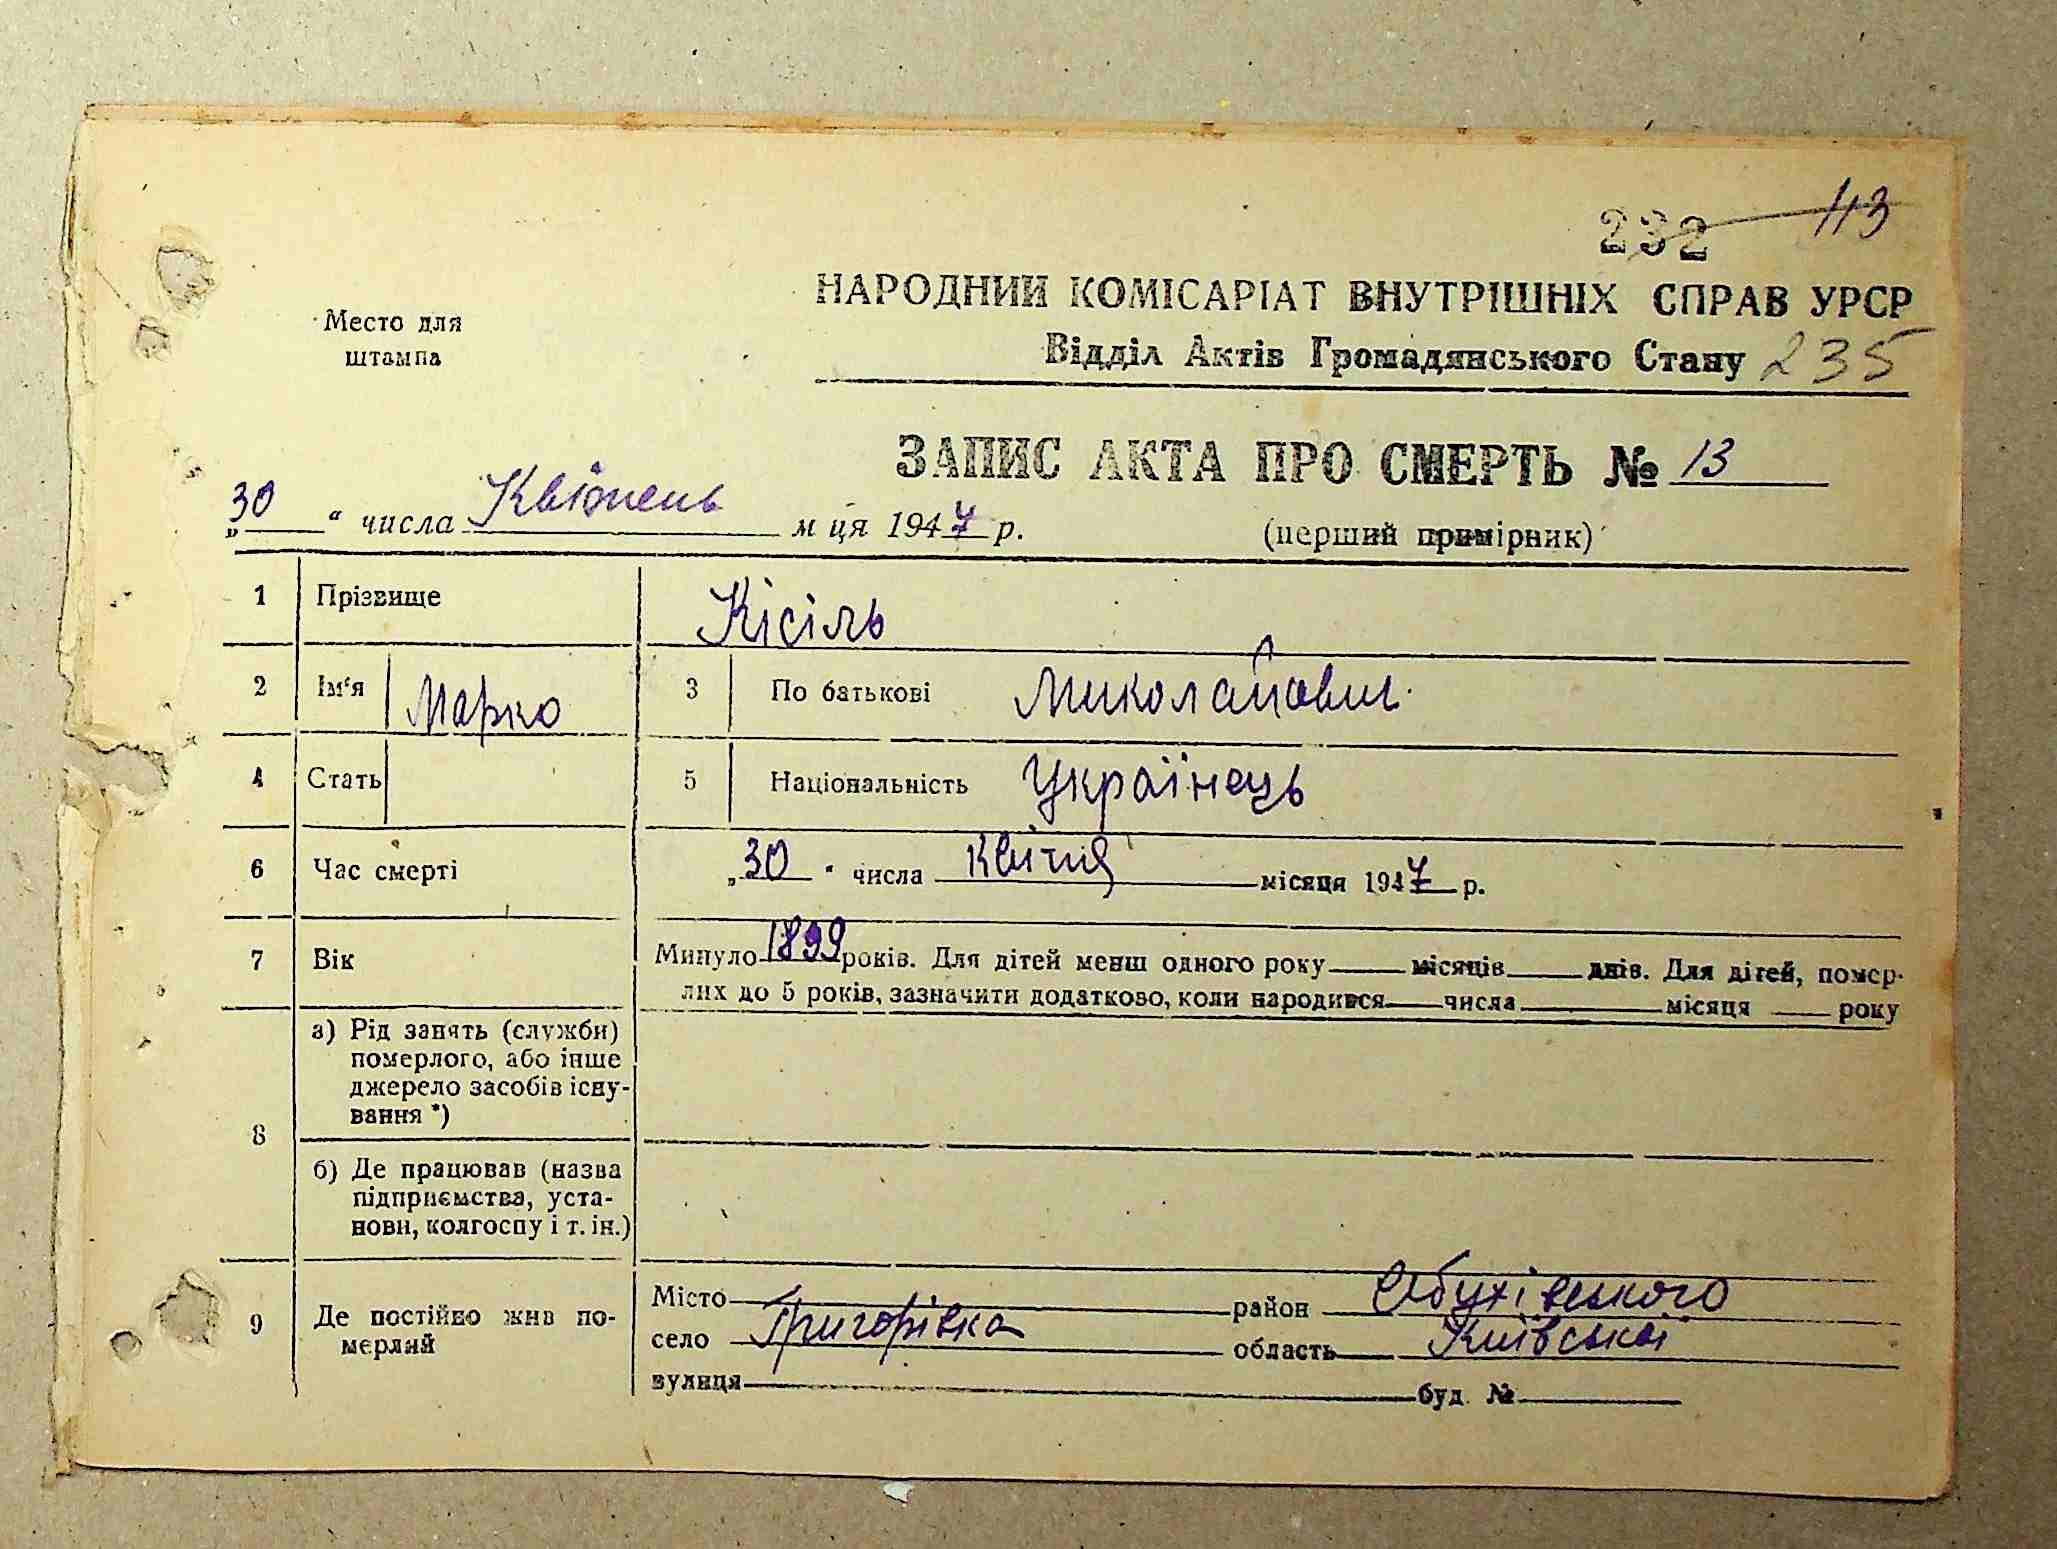 232 113
НАРОДНИЙ КОМІСАРІАТ ВНУТРІШНІХ СПРАВ УРСР
Место для
штампа
Відділ Актів Громадянського Стану 235
ЗАПИС АКТА ПРО СМЕРТЬ № 13
„30“ числа Квітень м ця 1947 р.
(перший примірник)
1 Прізвище Кісіль
2 Ім‘я Марко 3 По батькові Миколайович
4 Стать 5 Національність Українець
6 Час смерті „30“ числа Квітня місяця 1947 р.
7 Вік Минуло 1899 років. Для дітей менш одного року місяців днів. Для дітей, помер-
лих до 5 років, зазначити додатково, коли народився числа місяця року
8 а) Рід занять (служби)
померлого, або інше
джерело засобів існу-
вання *)
б) Де працював (назва
підприємства, уста-
нови, колгоспу і т. ін.)
9 Де постійно жив по-
мерлий
Місто район Обухівського
село Григорівка область Київської
вулиця буд. №